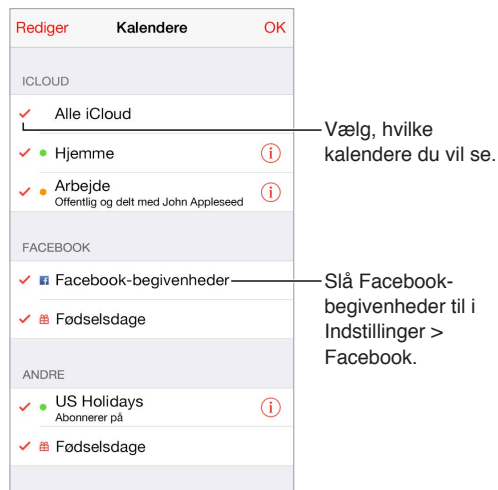 Rediger Kalendere OK
ICLOUD
Alle iCloud
Hjemme
Arbejde
Offentlig og delt med John Appleseed
Vælg, hvilke
kalendere du vil se.
FACEBOOK
Facebook-begivenheder
Fødselsdage
Slå Facebook-
begivenheder til i
Indstillinger >
Facebook.
ANDRE
US Holidays
Abonnerer på
Fødselsdage